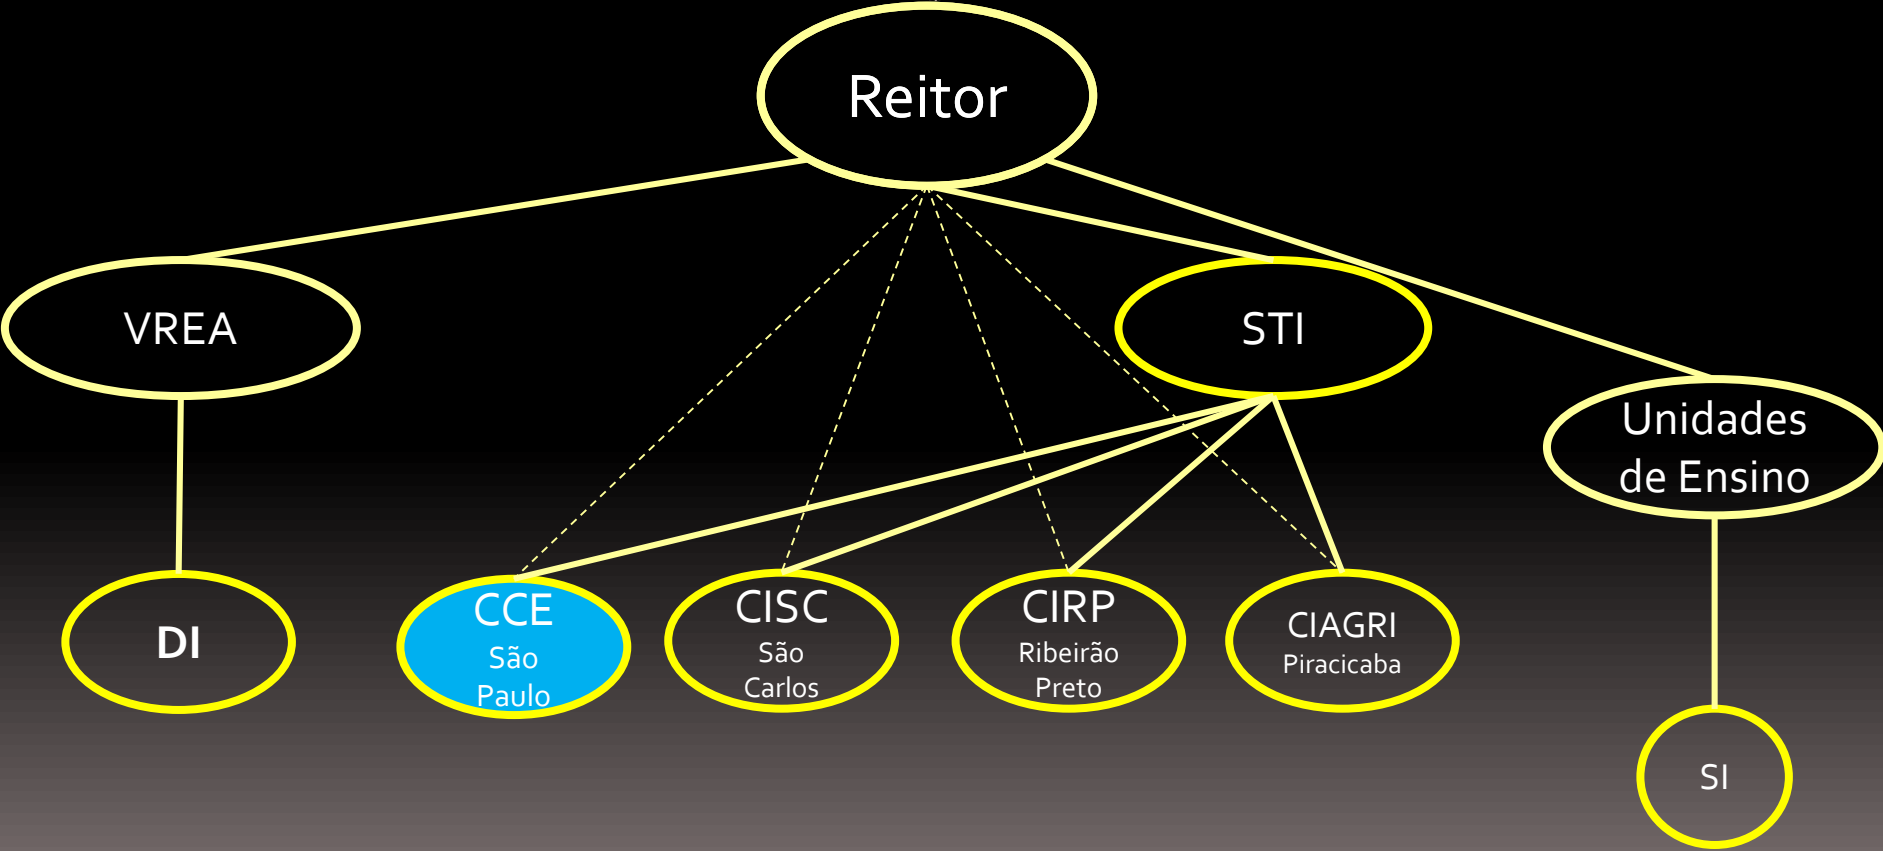 Reitor
VREA
STI
Unidades
de Ensino
DI
CCE
São
Paulo
CISC
São
Carlos
CIRP
Ribeirão
Preto
CIAGRI
Piracicaba
SI